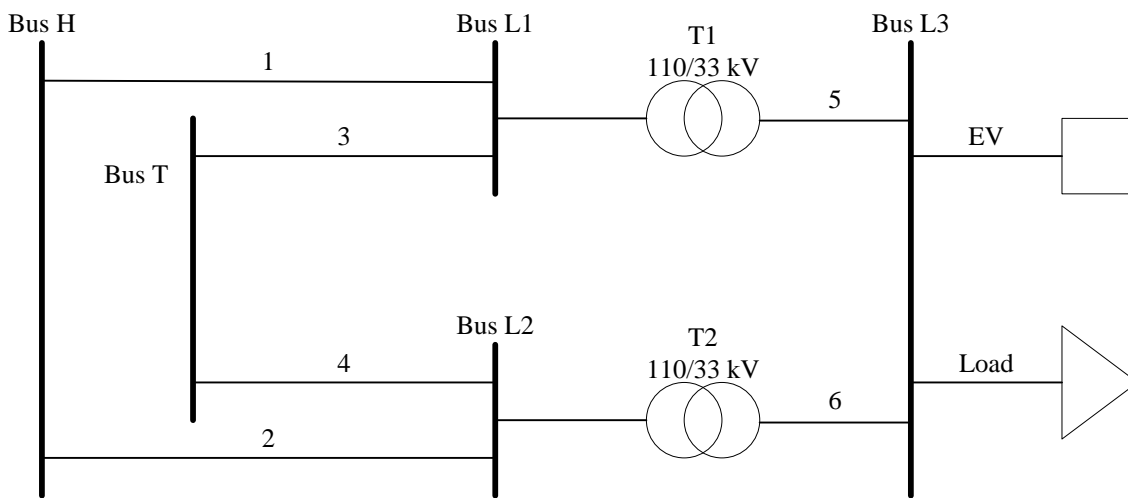 Bus H
Bus L1
T1
110/33 kV
Bus L3
1
5
3
EV
Bus T
Bus L2
T2
110/33 kV
4
Load
6
2